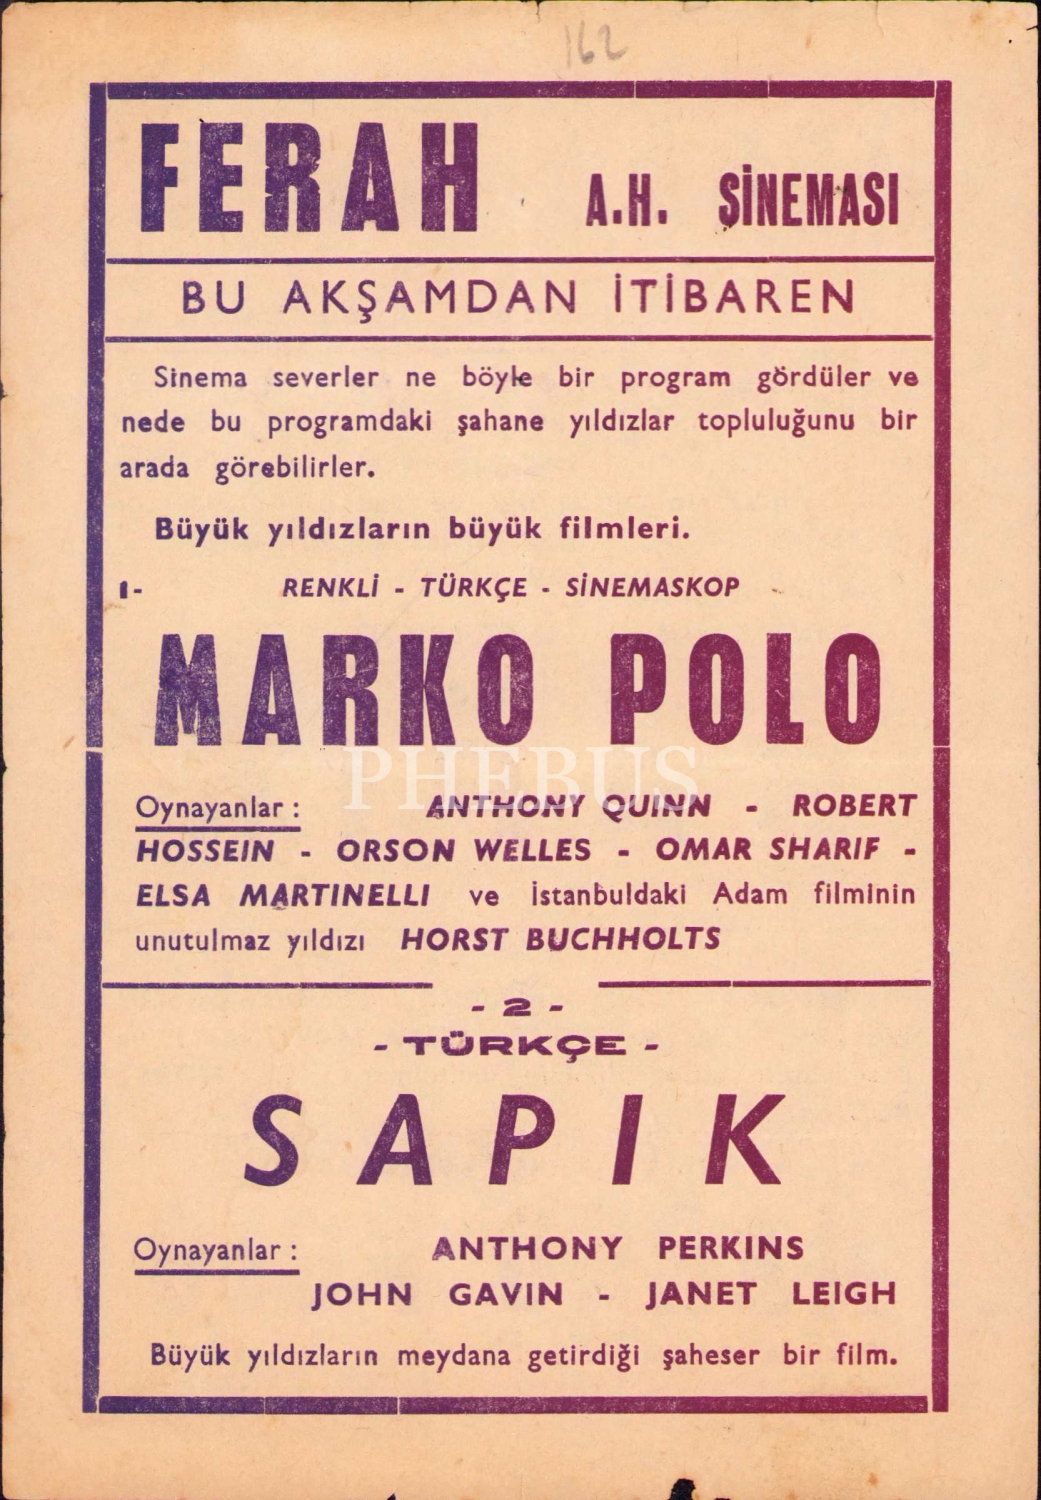 162
FERAH A.H. SİNEMASI
BU AKŞAMDAN İTİBAREN
Sinema severler ne böyle bir program gördüler ve
nede bu programdaki şahane yıldızlar topluluğunu bir
arada görebilirler.
Büyük yıldızların büyük filmleri.
1- RENKLİ - TÜRKÇE - SİNEMASKOP
MARKO POLO
PHEBUS
Oynayanlar : ANTHONY QUINN - ROBERT
HOSSEIN - ORSON WELLES - OMAR SHARIF -
ELSA MARTINELLI ve İstanbuldaki Adam filminin
unutulmaz yıldızı HORST BUCHHOLTS
- 2 -
- TÜRKÇE -
SAPIK
Oynayanlar : ANTHONY PERKINS
JOHN GAVIN - JANET LEIGH
Büyük yıldızların meydana getirdiği şaheser bir film.